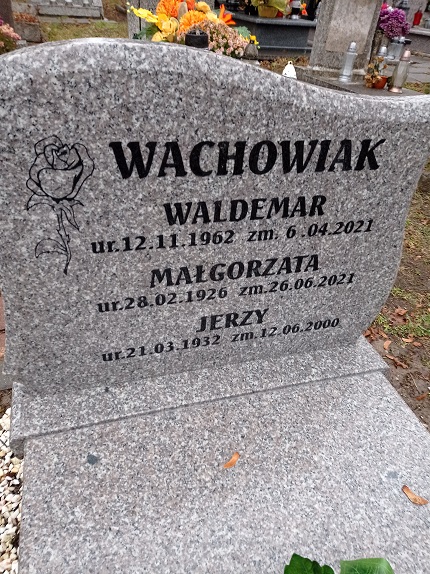 WACHOWIAK
WALDEMAR
ur.12.11.1962 zm. 6.04.2021
MAŁGORZATA
ur.28.02.1926 zm.26.06.2021
JERZY
ur.21.03.1932 zm.12.06.2000